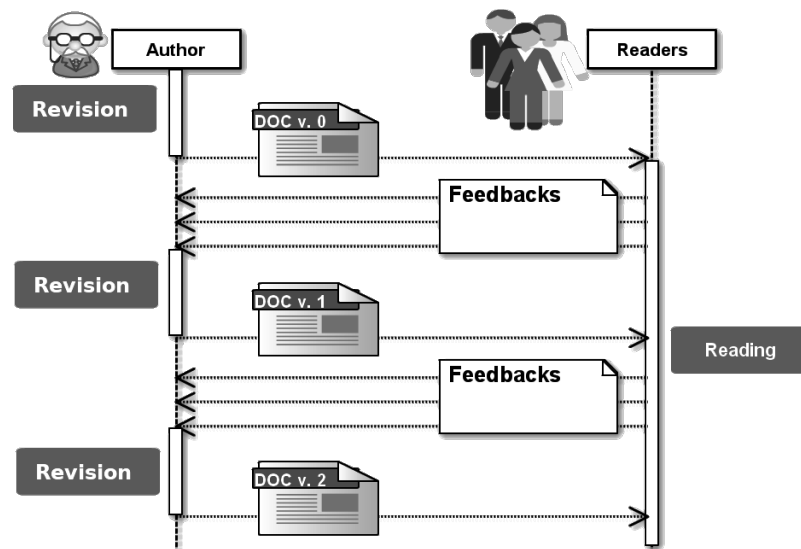 Author
Readers
Revision
DOC v. 0
Feedbacks
Revision
DOC v. 1
Reading
Feedbacks
Revision
DOC v. 2